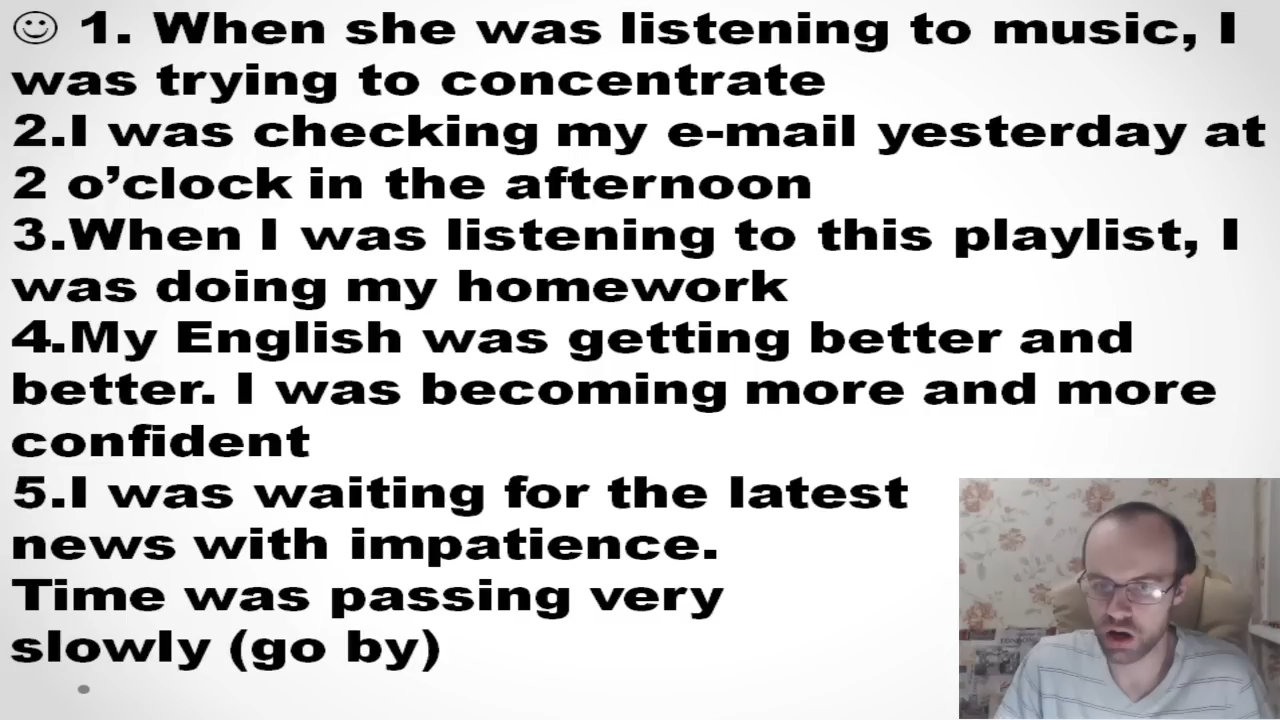 ☺ 1. When she was listening to music, I
was trying to concentrate
2.I was checking my e-mail yesterday at
2 o’clock in the afternoon
3.When I was listening to this playlist, I
was doing my homework
4.My English was getting better and
better. I was becoming more and more
confident
5.I was waiting for the latest
news with impatience.
Time was passing very
slowly (go by)